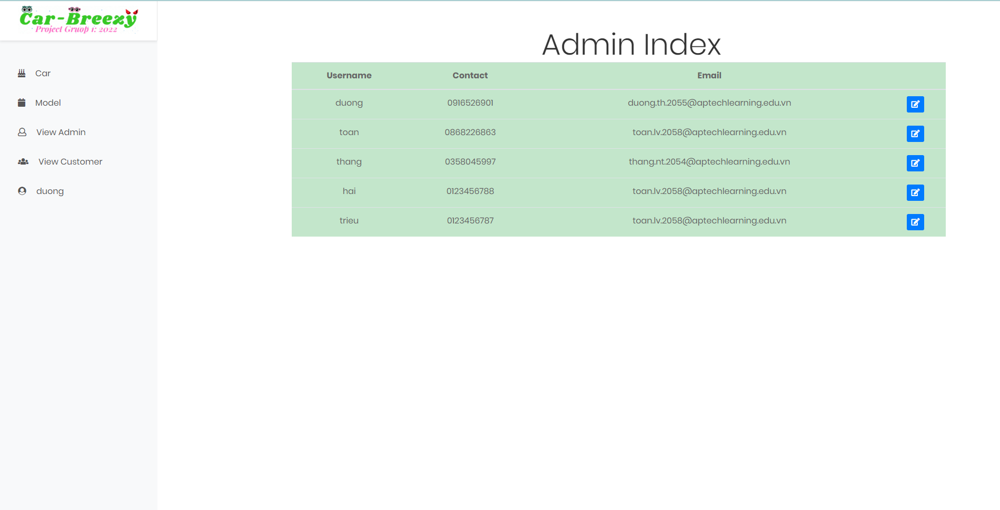 Car-Breezy
Project Gruop 1: 2022
Car
Model
View Admin
View Customer
duong
Admin Index
Username Contact Email
duong 0916526901 duong.th.2055@aptechlearning.edu.vn
toan 0868226863 toan.lv.2058@aptechlearning.edu.vn
thang 0358045997 thang.nt.2054@aptechlearning.edu.vn
hai 0123456788 toan.lv.2058@aptechlearning.edu.vn
trieu 0123456787 toan.lv.2058@aptechlearning.edu.vn